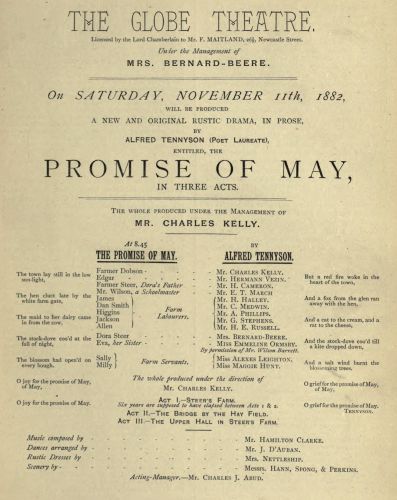 THE GLOBE THEATRE.
Licensed by the Lord Chamberlain to Mr. F. MAITLAND, esq, Newcastle Street.
Under the Management of
MRS. BERNARD-BEERE.
On SATURDAY, NOVEMBER 11th, 1882,
WILL BE PRODUCED
A NEW AND ORIGINAL RUSTIC DRAMA, IN PROSE,
BY
ALFRED TENNYSON (POET LAUREATE),
ENTITLED, THE
PROMISE OF MAY,
IN THREE ACTS.
THE WHOLE PRODUCED UNDER THE MANAGEMENT OF
MR. CHARLES KELLY.
At 8.45 BY
THE PROMISE OF MAY. ALFRED TENNYSON.
The town lay still in the low sun-light,
The hen cluct late by the white farm gate,
The maid to her dairy came in from the cow,
The stock-dove coo'd at the fall of night,
The blossom had open'd on every bough.
O joy for the promise of May, of May,
O joy for the promise of May.
Farmer Dobson - Mr. CHARLES KELLY.
Edgar - Mr. HERMANN VEZIN.
Farmer Steer, Dora's Father - Mr. H. CAMERON.
Mr. Wilson, a Schoolmaster - Mr. E. T. MARCH
James - Mr. H. HALLEY.
Dan Smith - Mr. C. MEDWIN.
Higgins - Mr. A. PHILLIPS.
Jackson - Mr. G. STEPHENS.
Allen - Mr. H. E. RUSSELL.
Farm Labourers.
Dora Steer - Mrs. BERNARD-BEERE.
Eva, her Sister - Miss EMMELINE ORMSBY.
By permission of Mr. Wilson Barrett.
Sally - Miss ALEXES LEIGHTON,
Milly - Miss MAGGIE HUNT.
Farm Servants.
But a red fire woke in the heart of the town,
And a fox from the glen ran away with the hen,
And a cat to the cream, and a rat to the cheese,
And the stock-dove coo'd till a kite dropped down,
And a salt wind burnt the blossoming trees.
O grief for the promise of May, of May,
O grief for the promise of May.
TENNYSON.
The whole produced under the direction of
Mr. CHARLES KELLY.
ACT I.—STEER'S FARM.
Six years are supposed to have elapsed between Acts 1 & 2.
ACT II.—THE BRIDGE BY THE HAY FIELD.
ACT III.—THE UPPER HALL IN STEER'S FARM.
Music composed by - Mr. HAMILTON CLARKE.
Dances arranged by - Mr. J. D'AUBAN.
Rustic Dresses by - Mrs. NETTLESHIP.
Scenery by - Messrs. HANN, SPONG, & PERKINS.
Acting-Manager.—Mr. CHARLES J. ABUD.